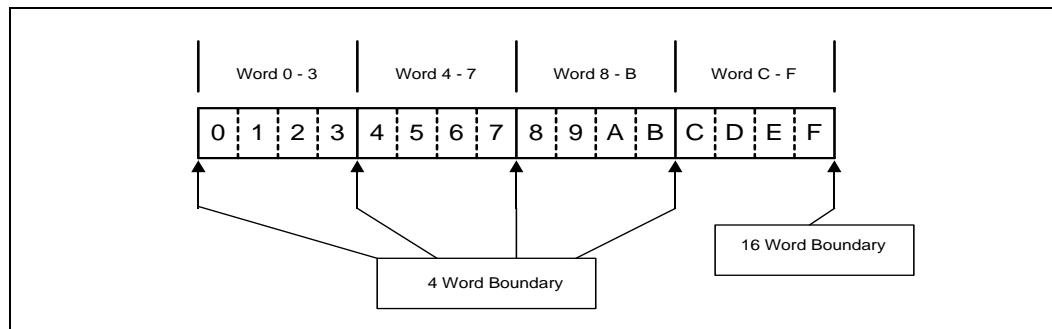 Word 0 - 3 Word 4 - 7 Word 8 - B Word C - F
0 1 2 3 4 5 6 7 8 9 A B C D E F
16 Word Boundary
4 Word Boundary